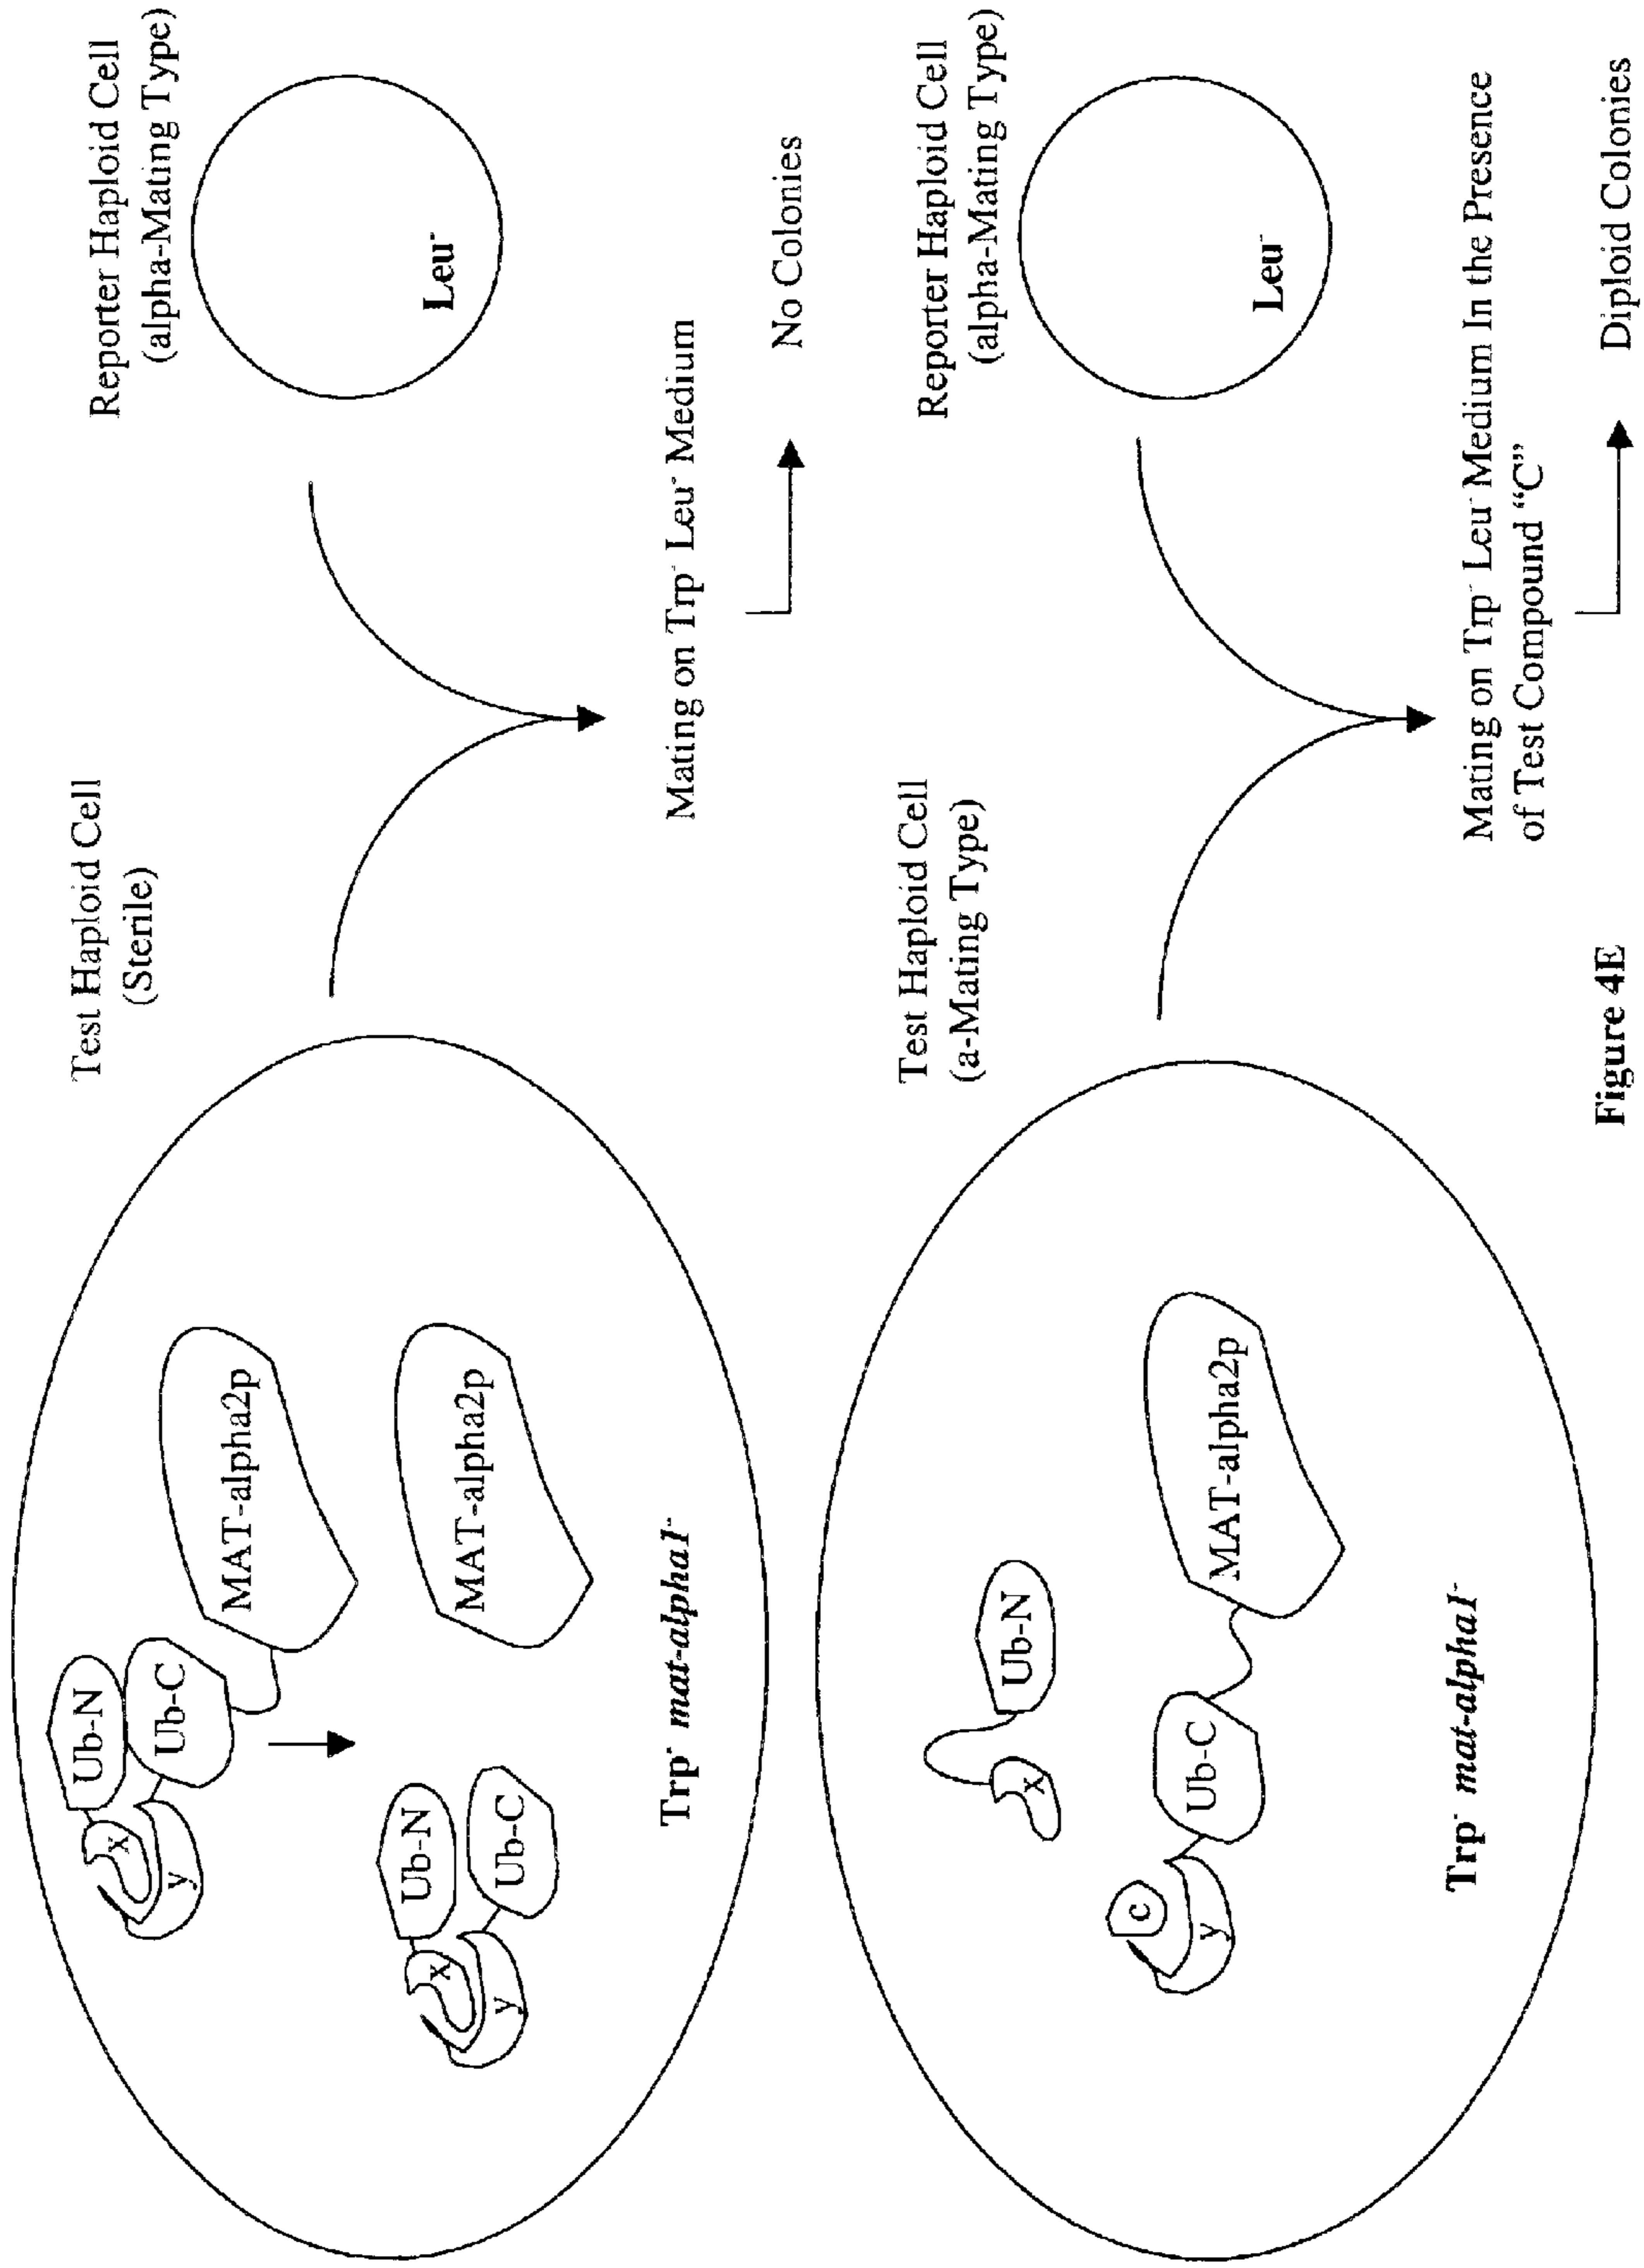 Test Haploid Cell
(Sterile)
Reporter Haploid Cell
(alpha-Mating Type)
Ub-N
Ub-C
x
y
MAT-alpha2p
Leu⁻
Ub-N
Ub-C
x
y
MAT-alpha2p
Trp⁻ mat-alpha1⁻
Mating on Trp⁻ Leu⁻ Medium
No Colonies
Test Haploid Cell
(a-Mating Type)
Reporter Haploid Cell
(alpha-Mating Type)
x
Ub-N
c
y
Ub-C
MAT-alpha2p
Leu⁻
Trp⁻ mat-alpha1⁻
Mating on Trp⁻ Leu⁻ Medium In the Presence
of Test Compound “C”
Diploid Colonies
Figure 4E